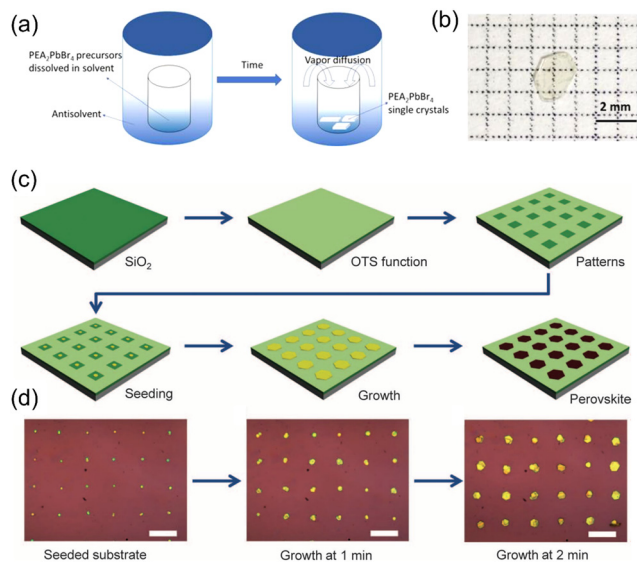 (a)
PEA₂PbBr₄ precursors
dissolved in solvent
Antisolvent
Time
Vapor diffusion
PEA₂PbBr₄
single crystals
(b)
2 mm
(c)
SiO₂
OTS function
Patterns
Seeding
Growth
Perovskite
(d)
Seeded substrate
Growth at 1 min
Growth at 2 min